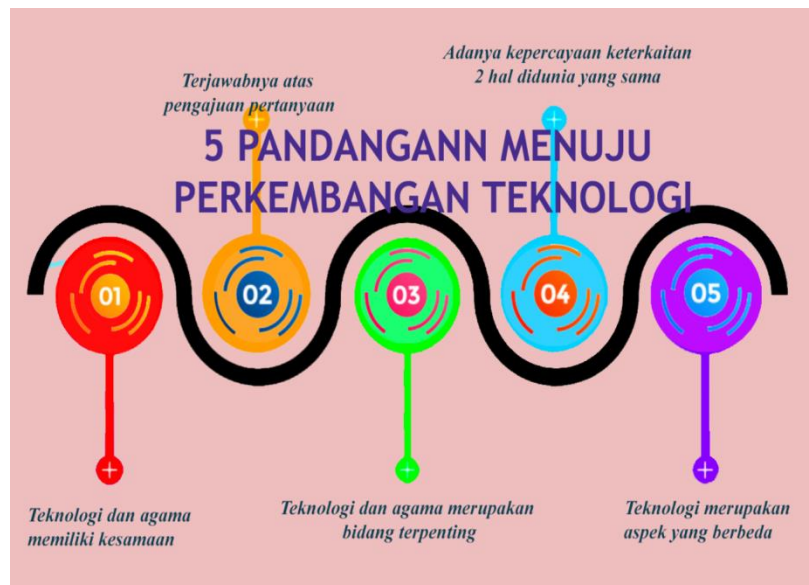 Adanya kepercayaan keterkaitan
2 hal didunia yang sama
Terjawabnya atas
pengajuan pertanyaan
5 PANDANGANN MENUJU
PERKEMBANGAN TEKNOLOGI
01
02
03
04
05
Teknologi dan agama
memiliki kesamaan
Teknologi dan agama merupakan
bidang terpenting
Teknologi merupakan
aspek yang berbeda